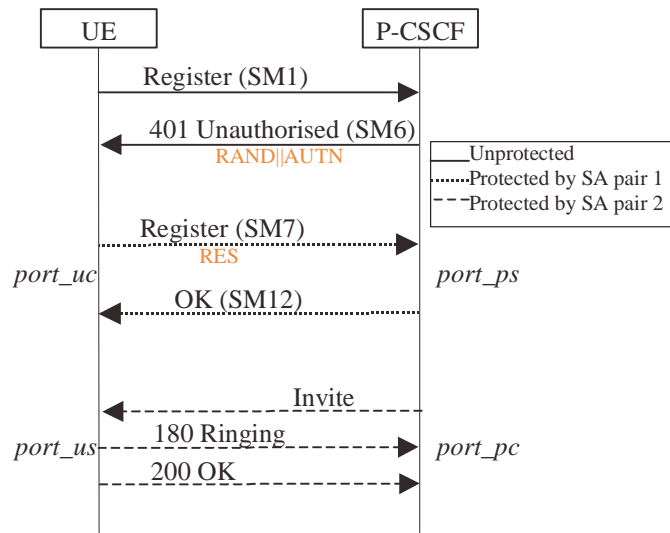 UE
P-CSCF
Register (SM1)
401 Unauthorised (SM6)
RAND||AUTN
Unprotected
Protected by SA pair 1
Protected by SA pair 2
Register (SM7)
RES
port_uc
port_ps
OK (SM12)
Invite
port_us
180 Ringing
port_pc
200 OK